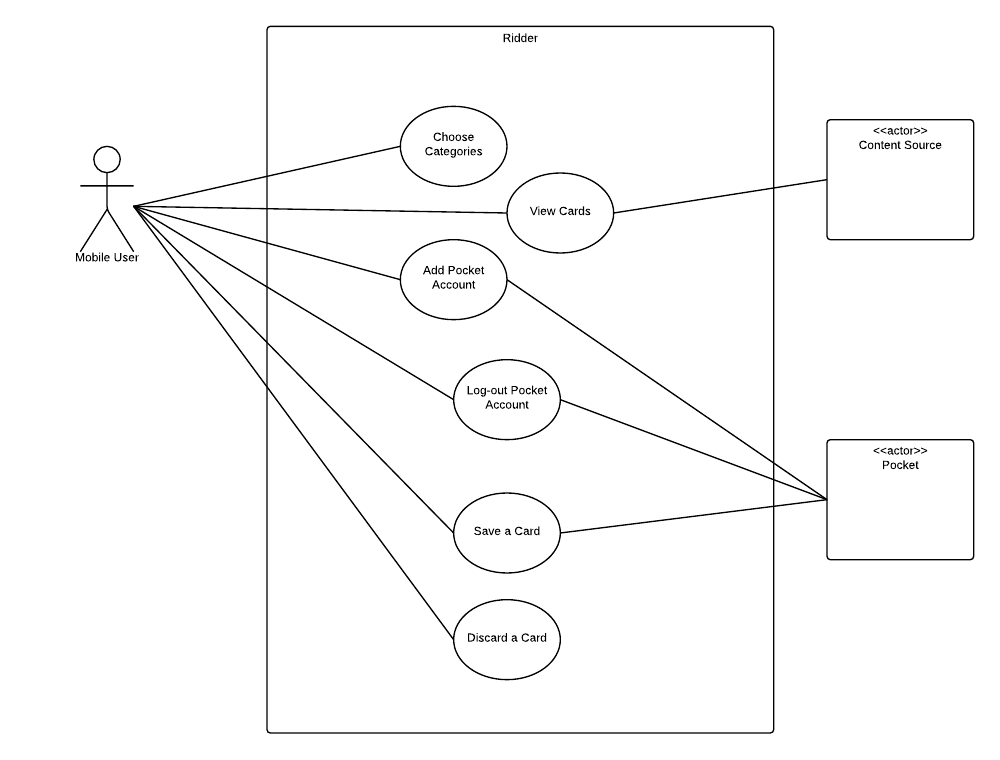 Ridder
Choose
Categories
<<actor>>
Content Source
View Cards
Mobile User
Add Pocket
Account
Log-out Pocket
Account
<<actor>>
Pocket
Save a Card
Discard a Card